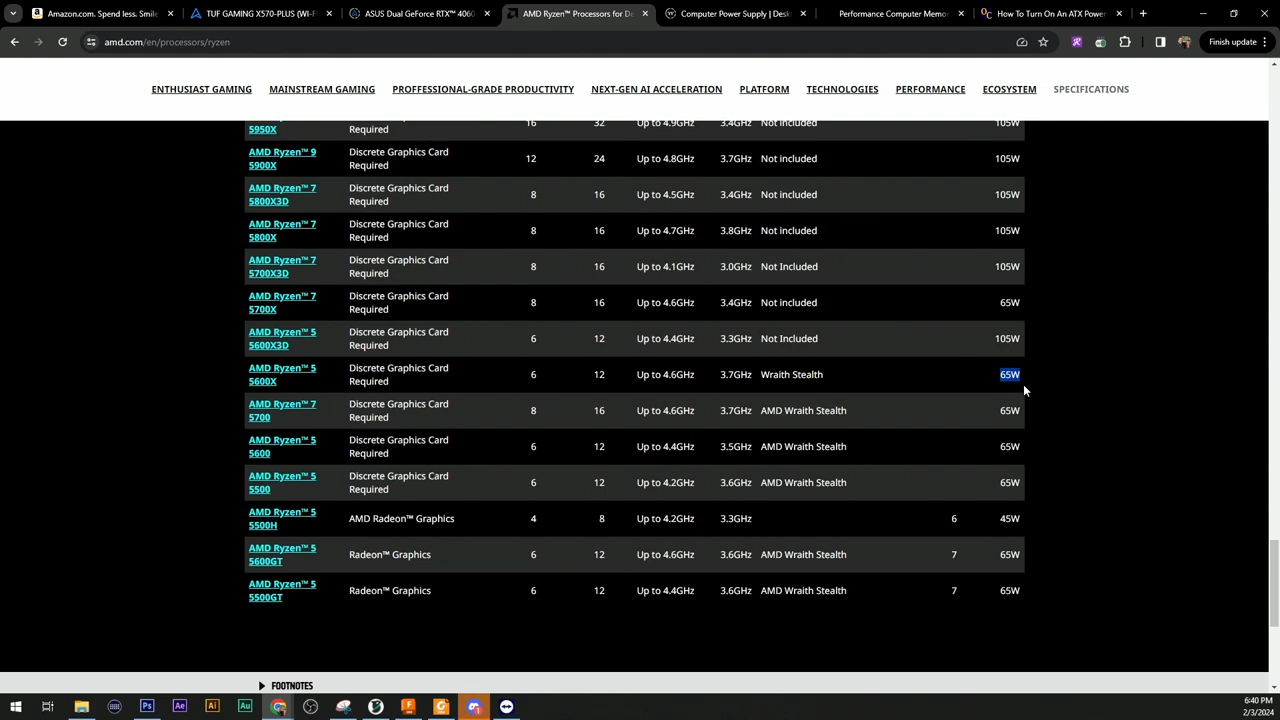 Amazon.com. Spend less. Smile
TUF GAMING X570-PLUS (WI-F
ASUS Dual GeForce RTX™ 4060
AMD Ryzen™ Processors for De
Computer Power Supply | Desk
Performance Computer Memo
How To Turn On An ATX Power
amd.com/en/processors/ryzen
Finish update
ENTHUSIAST GAMING MAINSTREAM GAMING PROFFESSIONAL-GRADE PRODUCTIVITY NEXT-GEN AI ACCELERATION PLATFORM TECHNOLOGIES PERFORMANCE ECOSYSTEM SPECIFICATIONS
16 32 Up to 4.9GHz 3.4GHz Not included 105W
5950X Required
AMD Ryzen™ 9 Discrete Graphics Card
5900X Required 12 24 Up to 4.8GHz 3.7GHz Not included 105W
AMD Ryzen™ 7 Discrete Graphics Card
5800X3D Required 8 16 Up to 4.5GHz 3.4GHz Not included 105W
AMD Ryzen™ 7 Discrete Graphics Card
5800X Required 8 16 Up to 4.7GHz 3.8GHz Not included 105W
AMD Ryzen™ 7 Discrete Graphics Card
5700X3D Required 8 16 Up to 4.1GHz 3.0GHz Not Included 105W
AMD Ryzen™ 7 Discrete Graphics Card
5700X Required 8 16 Up to 4.6GHz 3.4GHz Not included 65W
AMD Ryzen™ 5 Discrete Graphics Card
5600X3D Required 6 12 Up to 4.4GHz 3.3GHz Not Included 105W
AMD Ryzen™ 5 Discrete Graphics Card
5600X Required 6 12 Up to 4.6GHz 3.7GHz Wraith Stealth 65W
AMD Ryzen™ 7 Discrete Graphics Card
5700 Required 8 16 Up to 4.6GHz 3.7GHz AMD Wraith Stealth 65W
AMD Ryzen™ 5 Discrete Graphics Card
5600 Required 6 12 Up to 4.4GHz 3.5GHz AMD Wraith Stealth 65W
AMD Ryzen™ 5 Discrete Graphics Card
5500 Required 6 12 Up to 4.2GHz 3.6GHz AMD Wraith Stealth 65W
AMD Ryzen™ 5
5500H AMD Radeon™ Graphics 4 8 Up to 4.2GHz 3.3GHz 6 45W
AMD Ryzen™ 5
5600GT Radeon™ Graphics 6 12 Up to 4.6GHz 3.6GHz AMD Wraith Stealth 7 65W
AMD Ryzen™ 5
5500GT Radeon™ Graphics 6 12 Up to 4.4GHz 3.6GHz AMD Wraith Stealth 7 65W
FOOTNOTES
Ps Ae Ai Au
6:40 PM
2/3/2024